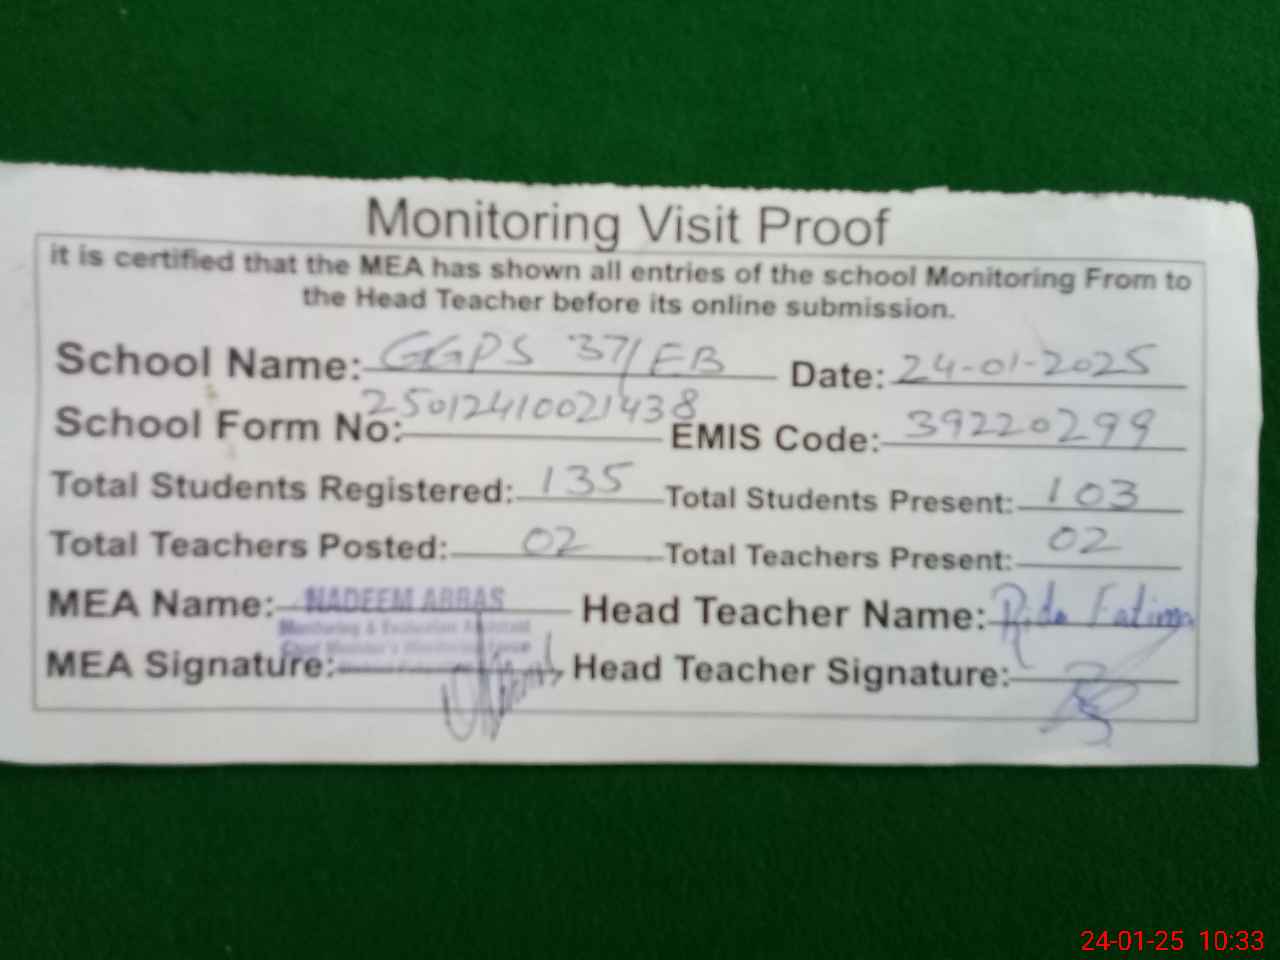 Monitoring Visit Proof
it is certified that the MEA has shown all entries of the school Monitoring From to
the Head Teacher before its online submission.
School Name: GGPS 37/EB Date: 24-01-2025
School Form No: 25012410021438 EMIS Code: 39220299
Total Students Registered: 135 Total Students Present: 103
Total Teachers Posted: 02 Total Teachers Present: 02
MEA Name: NADEEM ABBAS Head Teacher Name: Rida Fatima
Monitoring & Evaluation Assistant
MEA Signature: Head Teacher Signature:
24-01-25 10:33